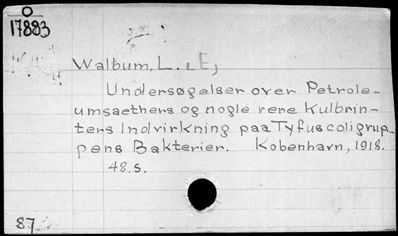 O
17883
Walbum, L. E,
Undersøgelser over Petrole-
umsaethers og nogle rene Kulbrin-
ters Indvirkning paa Tyfuscoligrup-
pens Bakterier. Kobenhavn, 1918.
48.s.
87